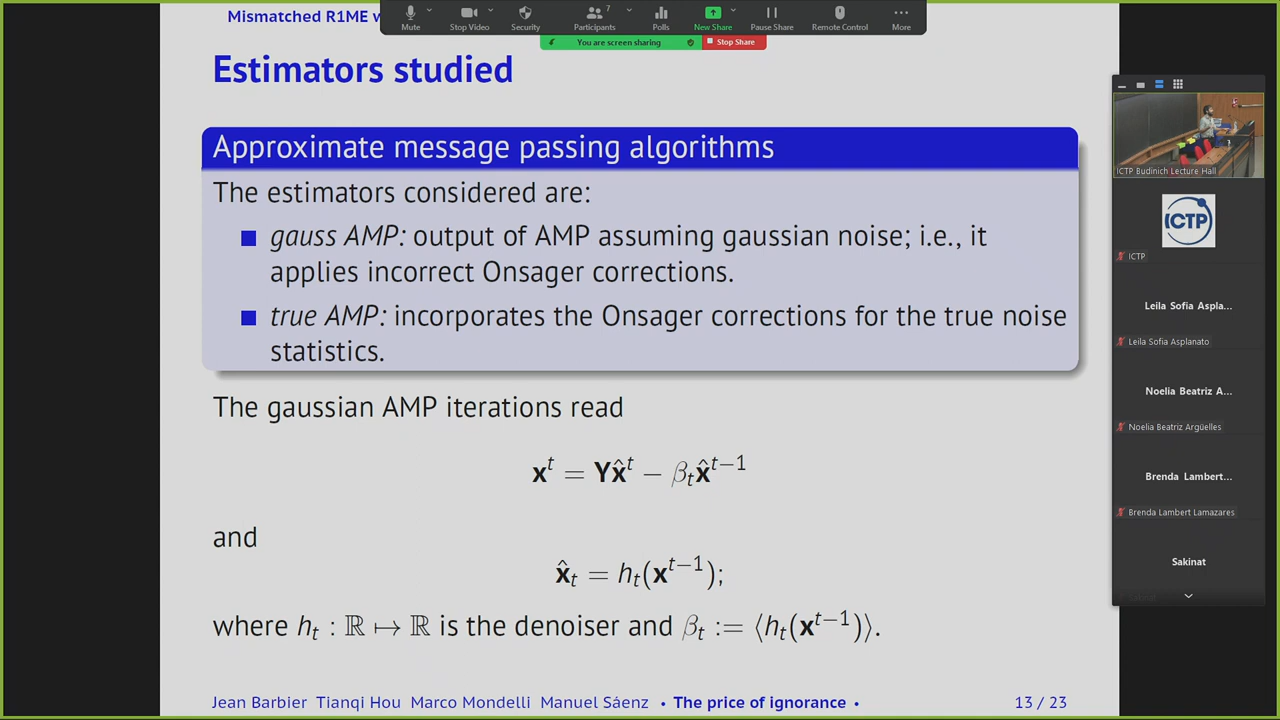 Mismatched R1ME
Mute
Stop Video
Security
Participants
7
Polls
New Share
Pause Share
Remote Control
More
You are screen sharing
Stop Share
Estimators studied
Approximate message passing algorithms
The estimators considered are:
gauss AMP: output of AMP assuming gaussian noise; i.e., it
applies incorrect Onsager corrections.
true AMP: incorporates the Onsager corrections for the true noise
statistics.
The gaussian AMP iterations read
x^t = Yx̂^t − β_t x̂^{t−1}
and
x̂_t = h_t(x^{t−1});
where h_t : ℝ ↦ ℝ is the denoiser and β_t := ⟨h_t(x^{t−1})⟩.
Jean Barbier Tianqi Hou Marco Mondelli Manuel Sáenz • The price of ignorance •
13 / 23
ICTP Budinich Lecture Hall
ICTP
ICTP
Leila Sofia Aspla...
Leila Sofia Asplanato
Noelia Beatriz A...
Noelia Beatriz Argüelles
Brenda Lambert...
Brenda Lambert Lamazares
Sakinat